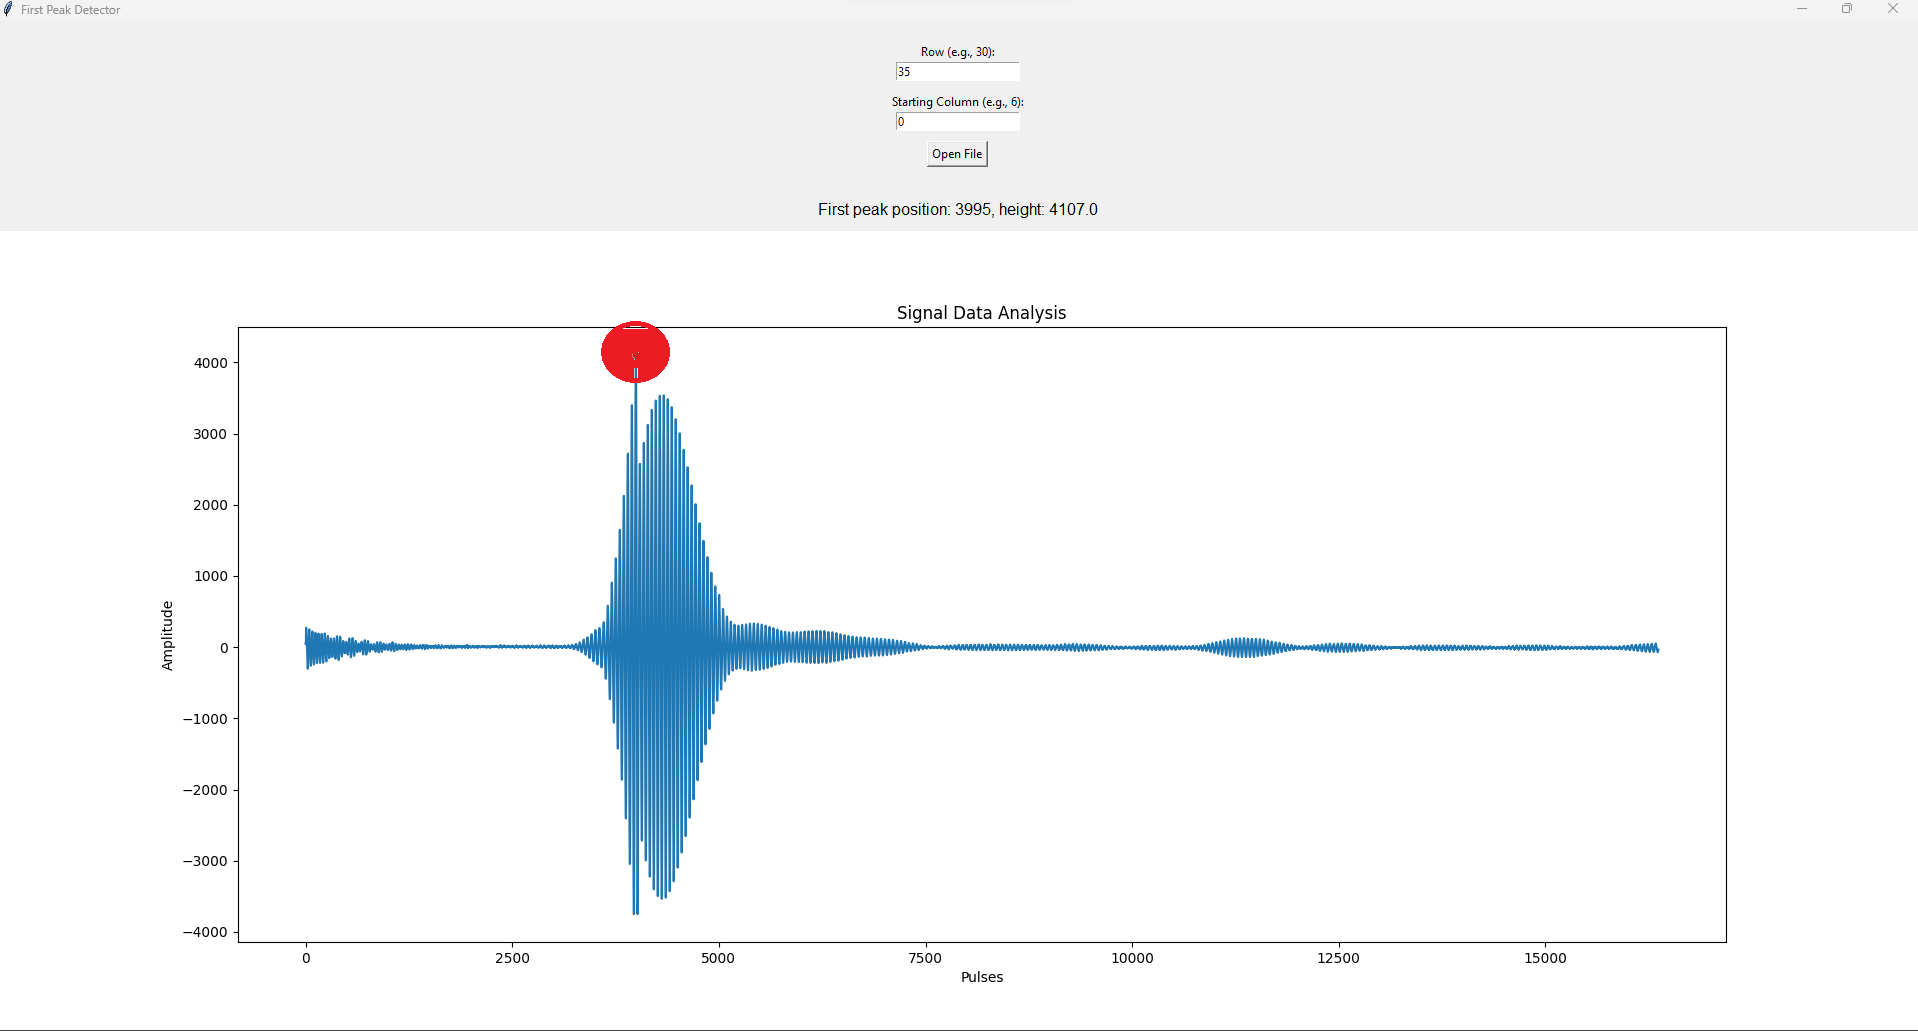 First Peak Detector
Row (e.g., 30):
35
Starting Column (e.g., 6):
0
Open File
First peak position: 3995, height: 4107.0
Signal Data Analysis
4000
3000
2000
1000
0
−1000
−2000
−3000
−4000
Amplitude
0 2500 5000 7500 10000 12500 15000
Pulses